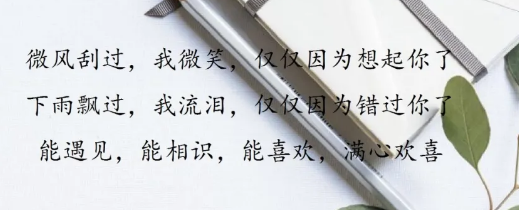 微风刮过，我微笑，仅仅因为想起你了
下雨飘过，我流泪，仅仅因为错过你了
能遇见，能相识，能喜欢，满心欢喜